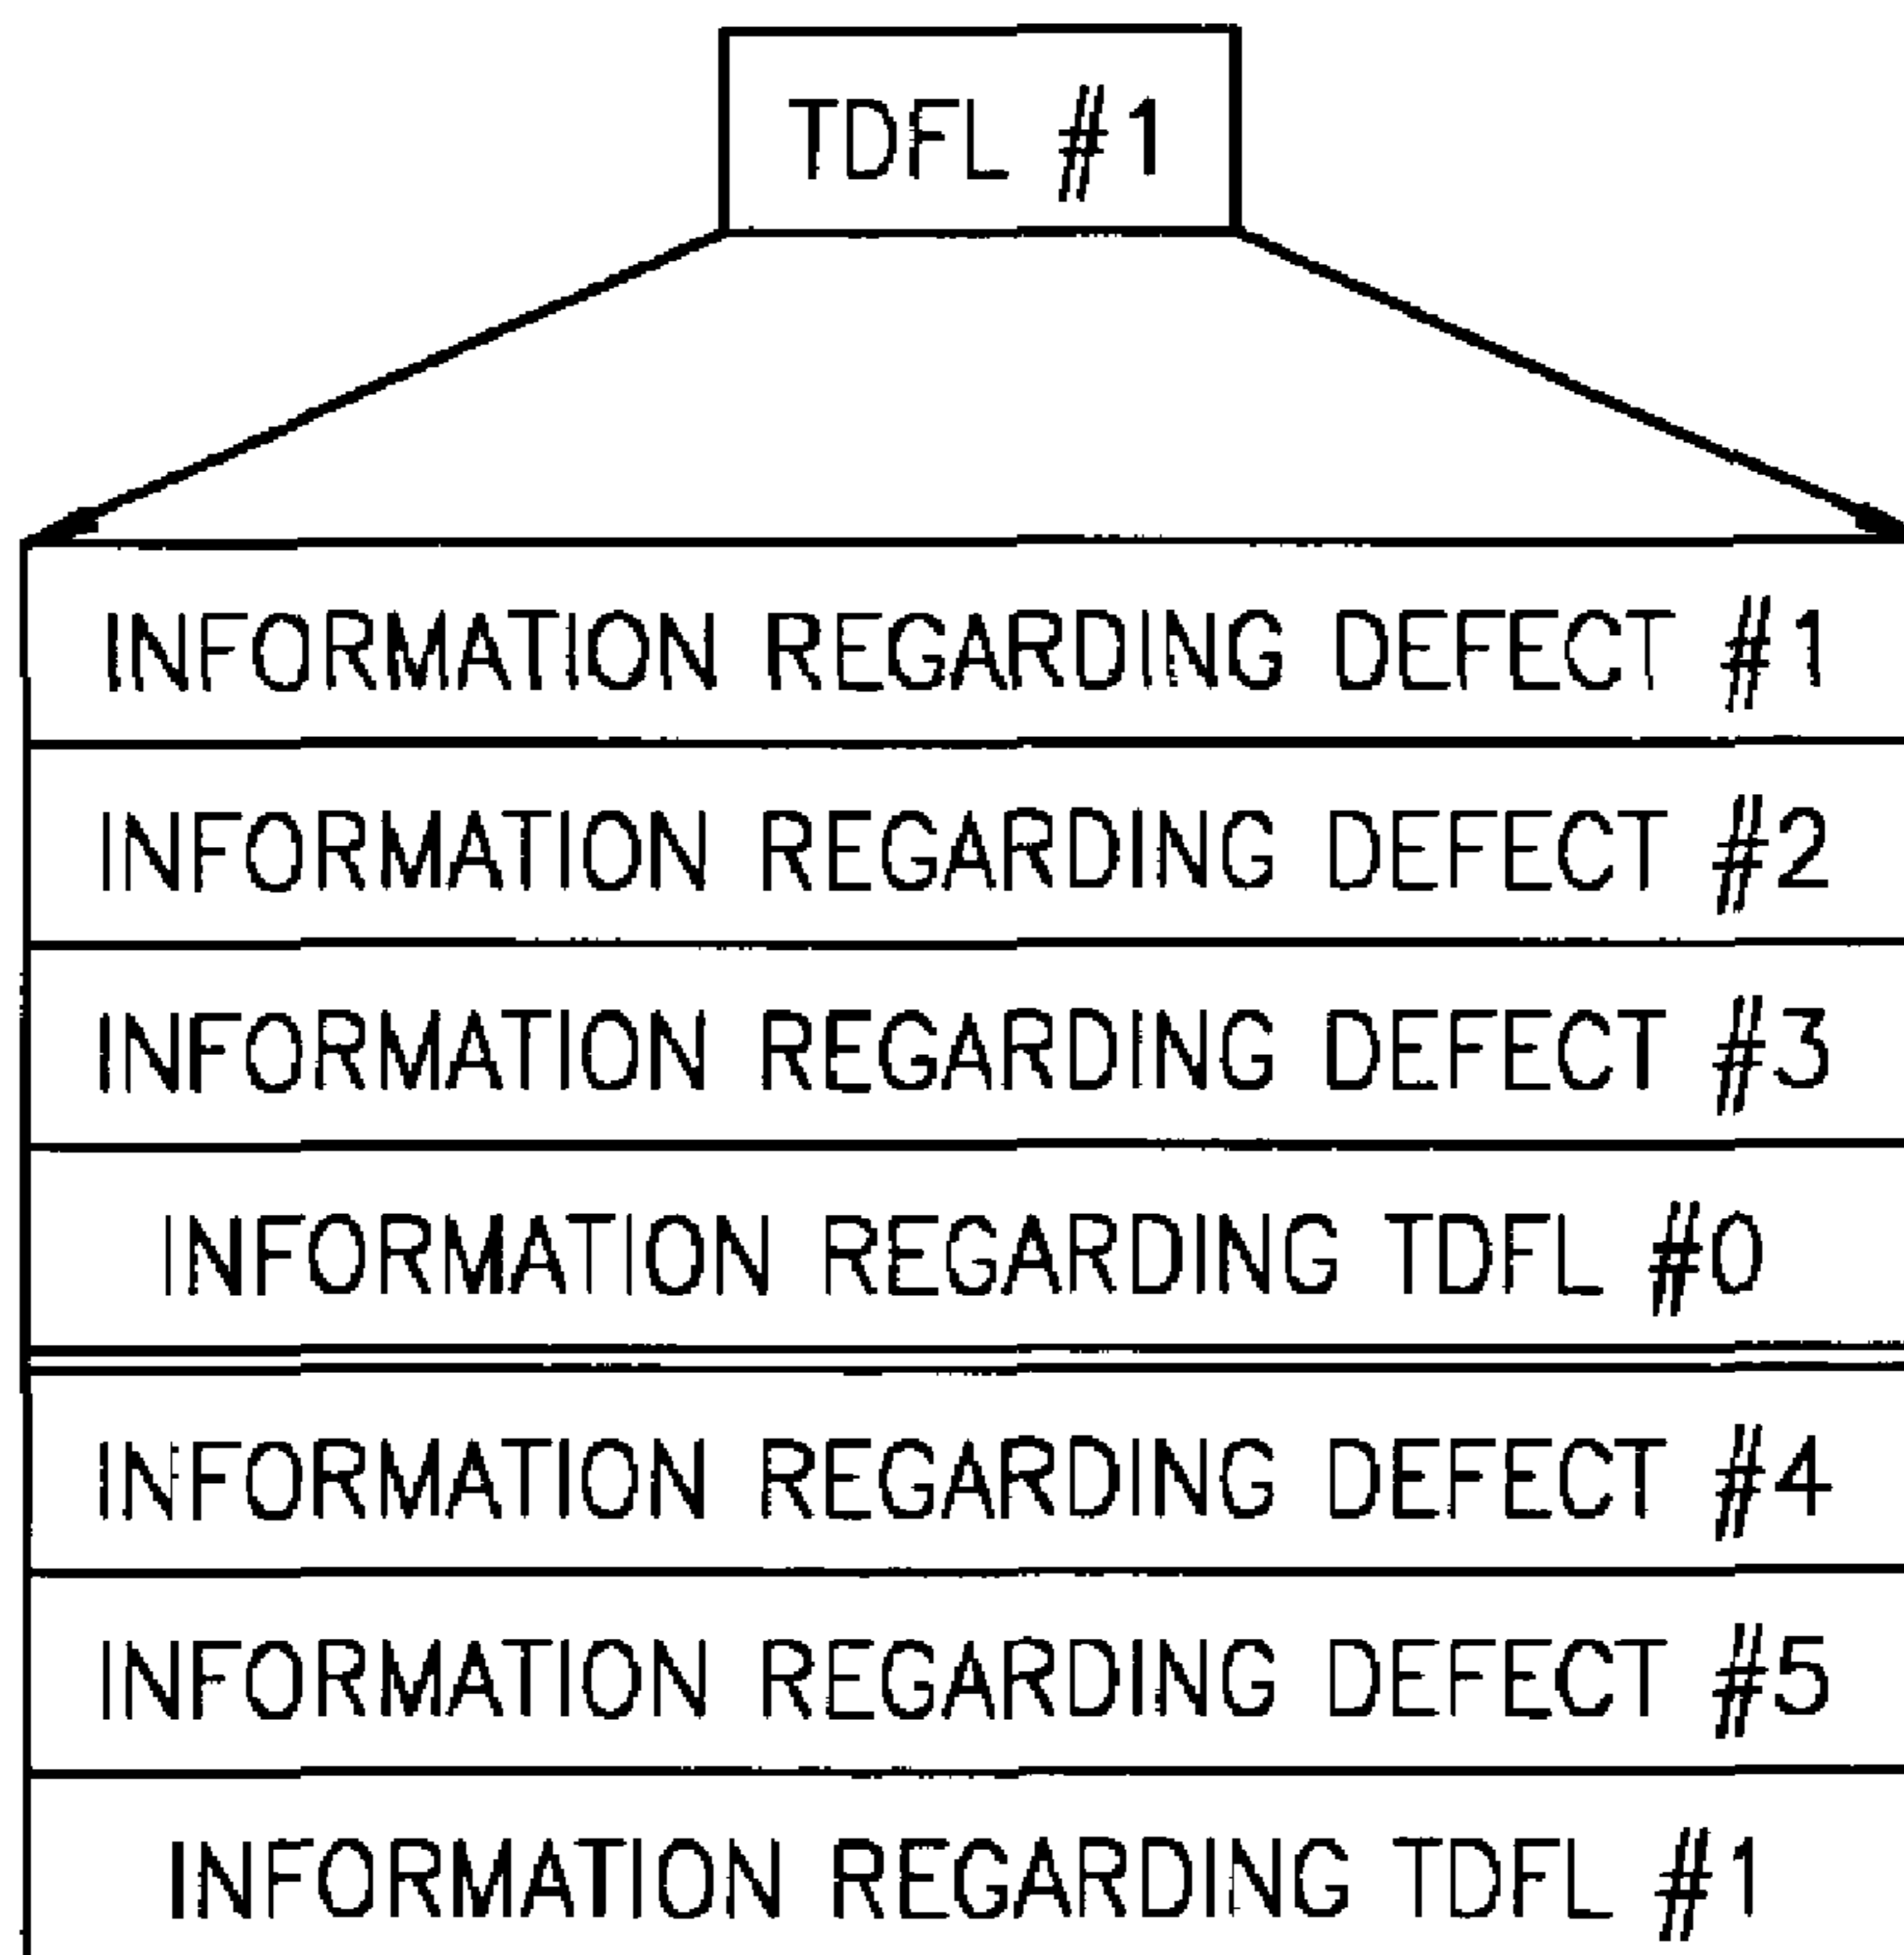 TDFL #1
INFORMATION REGARDING DEFECT #1
INFORMATION REGARDING DEFECT #2
INFORMATION REGARDING DEFECT #3
INFORMATION REGARDING TDFL #0
INFORMATION REGARDING DEFECT #4
INFORMATION REGARDING DEFECT #5
INFORMATION REGARDING TDFL #1